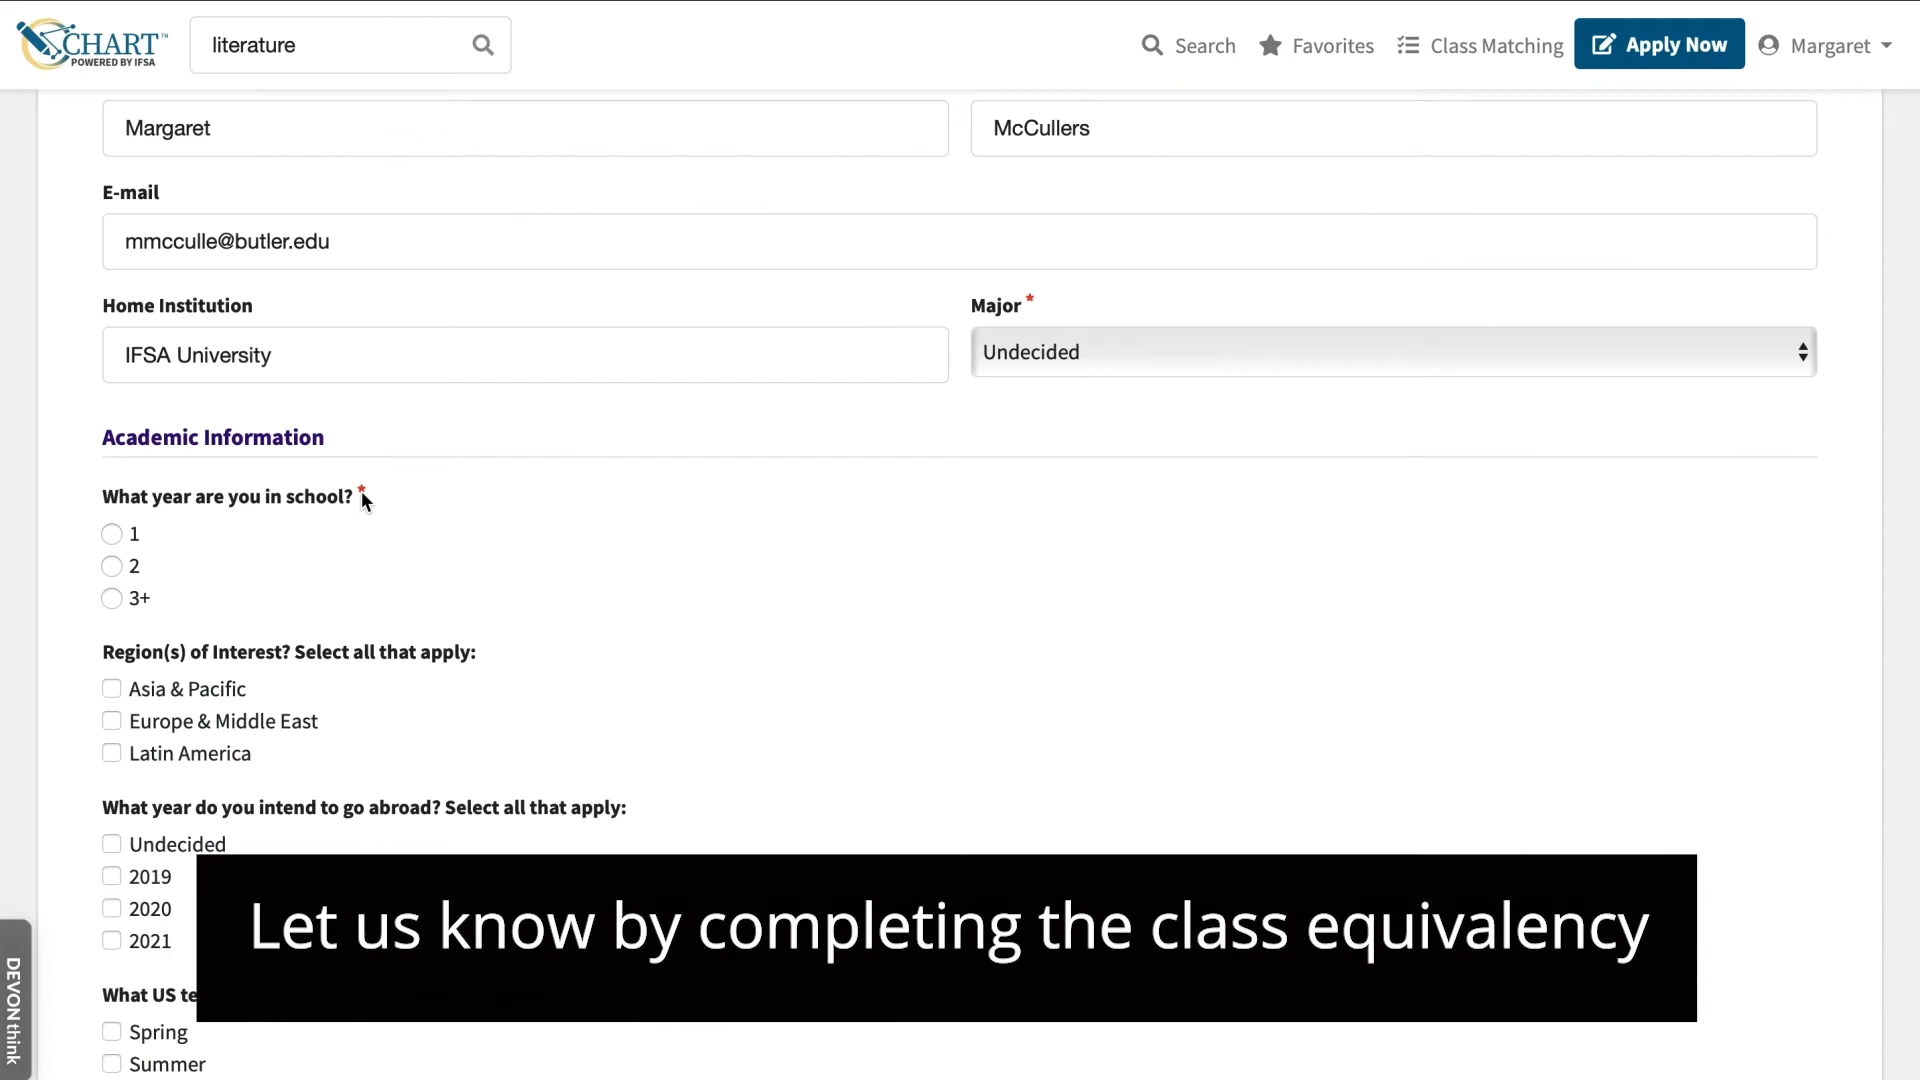 CHART™
POWERED BY IFSA
literature
Search
Favorites
Class Matching
Apply Now
Margaret
Margaret
McCullers
E-mail
mmcculle@butler.edu
Home Institution
Major *
IFSA University
Undecided
Academic Information
What year are you in school? *
1
2
3+
Region(s) of Interest? Select all that apply:
Asia & Pacific
Europe & Middle East
Latin America
What year do you intend to go abroad? Select all that apply:
Undecided
2019
2020
2021
Let us know by completing the class equivalency
What US
Spring
Summer
DEVONthink